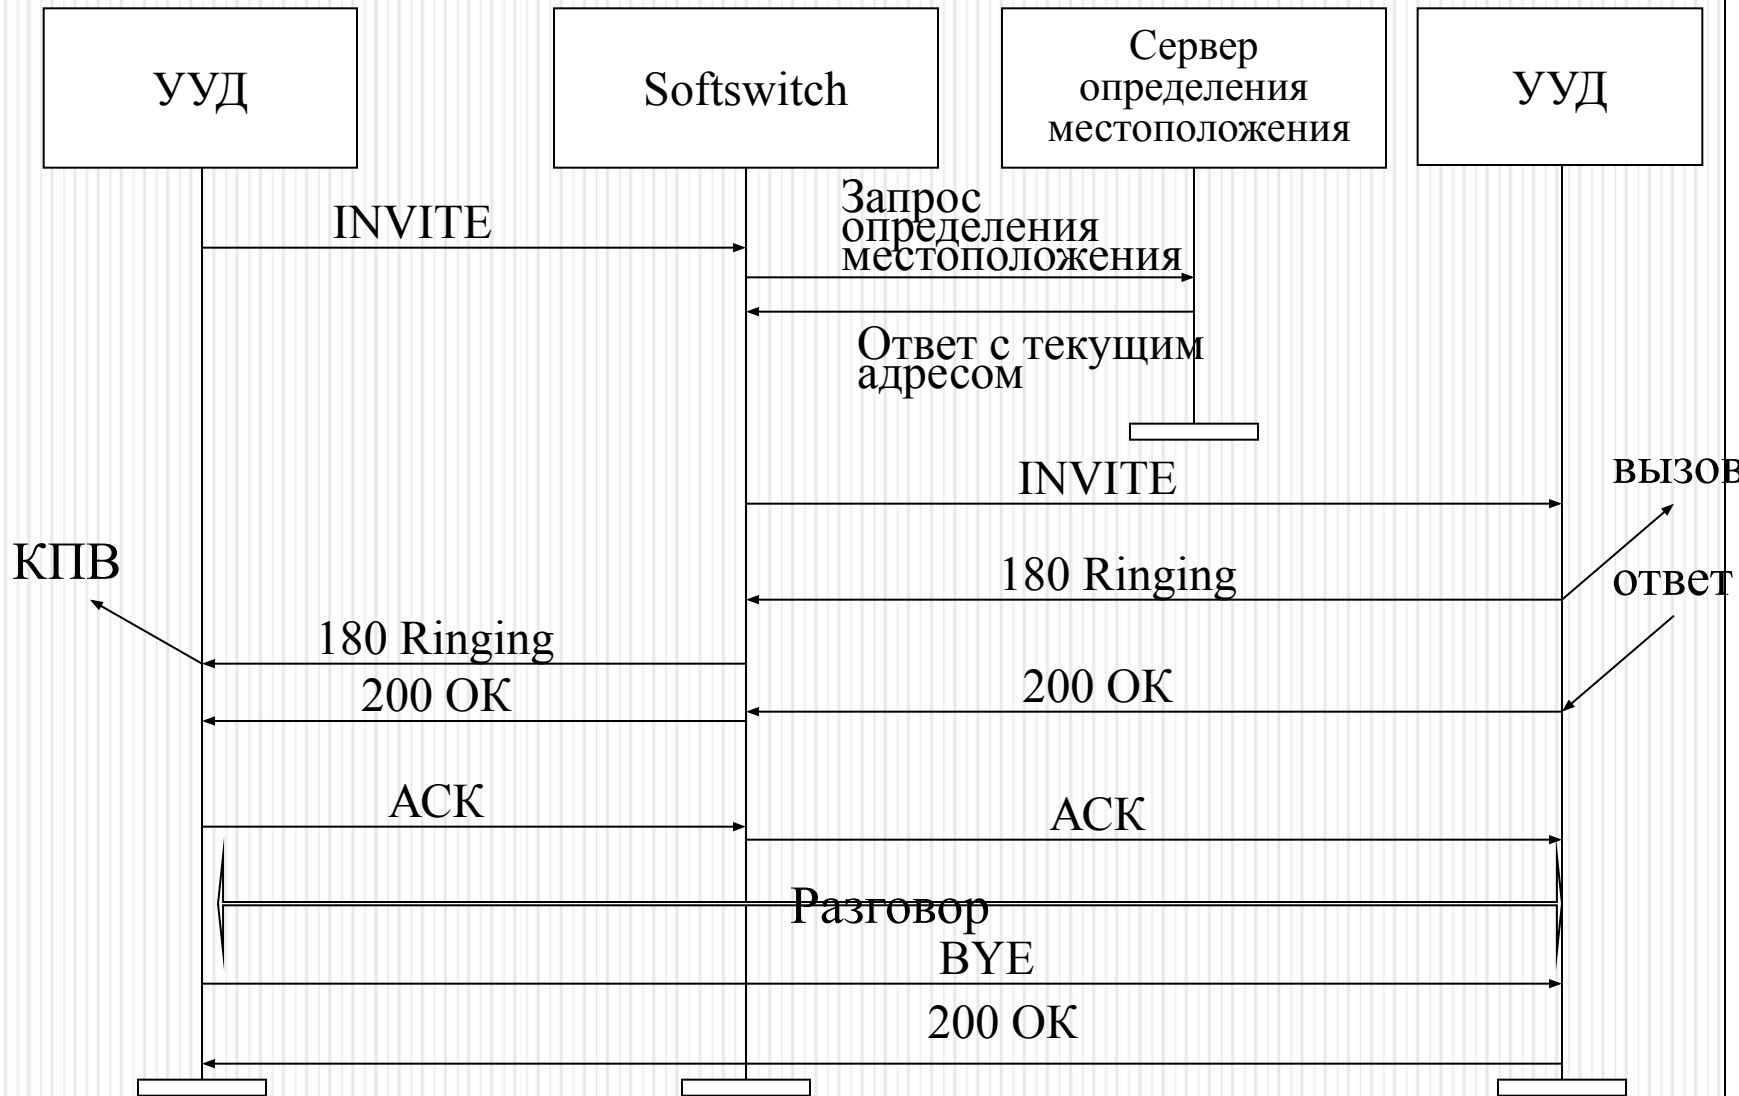 УУД
Softswitch
Сервер
определения
местоположения
УУД
INVITE
Запрос
определения
местоположения
Ответ с текущим
адресом
INVITE
вызов
КПВ
180 Ringing
ответ
180 Ringing
200 OK
200 OK
ACK
ACK
Разговор
BYE
200 OK